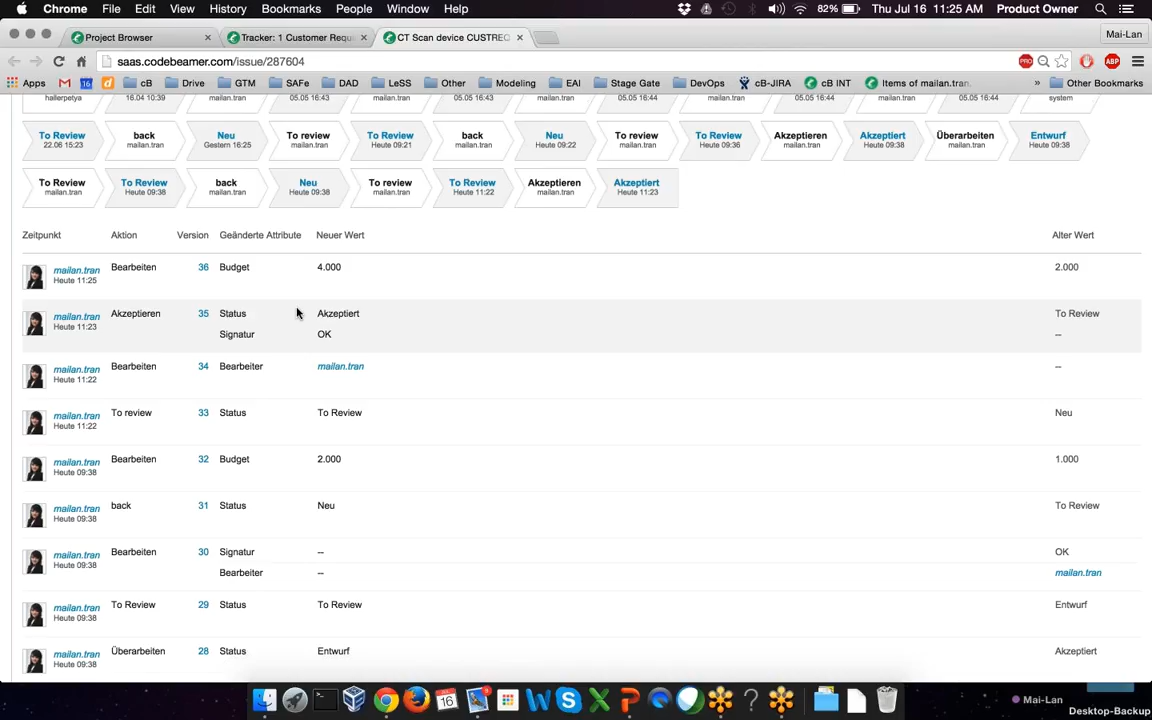 Chrome File Edit View History Bookmarks People Window Help 82% Thu Jul 16 11:25 AM Product Owner
Project Browser Tracker: 1 Customer Requ CT Scan device CUSTREQ Mai-Lan
saas.codebeamer.com/issue/287604
Apps cB Drive GTM SAFe DAD LeSS Other Modeling EAI Stage Gate DevOps cB-JIRA cB INT Items of mailan.tran. » Other Bookmarks
hallerpetya 16.04 10:39 mailan.tran 05.05 16:43 mailan.tran 05.05 16:43 mailan.tran 05.05 16:44 mailan.tran 05.05 16:44 mailan.tran 05.05 16:44 system
To Review back Neu To review To Review back Neu To review To Review Akzeptieren Akzeptiert Überarbeiten Entwurf
22.06 15:23 mailan.tran Gestern 16:25 mailan.tran Heute 09:21 mailan.tran Heute 09:22 mailan.tran Heute 09:36 mailan.tran Heute 09:38 mailan.tran Heute 09:38
To Review To Review back Neu To review To Review Akzeptieren Akzeptiert
mailan.tran Heute 09:38 mailan.tran Heute 09:38 mailan.tran Heute 11:22 mailan.tran Heute 11:23
Zeitpunkt Aktion Version Geänderte Attribute Neuer Wert Alter Wert
mailan.tran Bearbeiten 36 Budget 4.000 2.000
Heute 11:25
mailan.tran Akzeptieren 35 Status Akzeptiert To Review
Heute 11:23 Signatur OK --
mailan.tran Bearbeiten 34 Bearbeiter mailan.tran --
Heute 11:22
mailan.tran To review 33 Status To Review Neu
Heute 11:22
mailan.tran Bearbeiten 32 Budget 2.000 1.000
Heute 09:38
mailan.tran back 31 Status Neu To Review
Heute 09:38
mailan.tran Bearbeiten 30 Signatur -- OK
Heute 09:38 Bearbeiter -- mailan.tran
mailan.tran To Review 29 Status To Review Entwurf
Heute 09:38
mailan.tran Überarbeiten 28 Status Entwurf Akzeptiert
Heute 09:38
Mai-Lan
Desktop-Backup